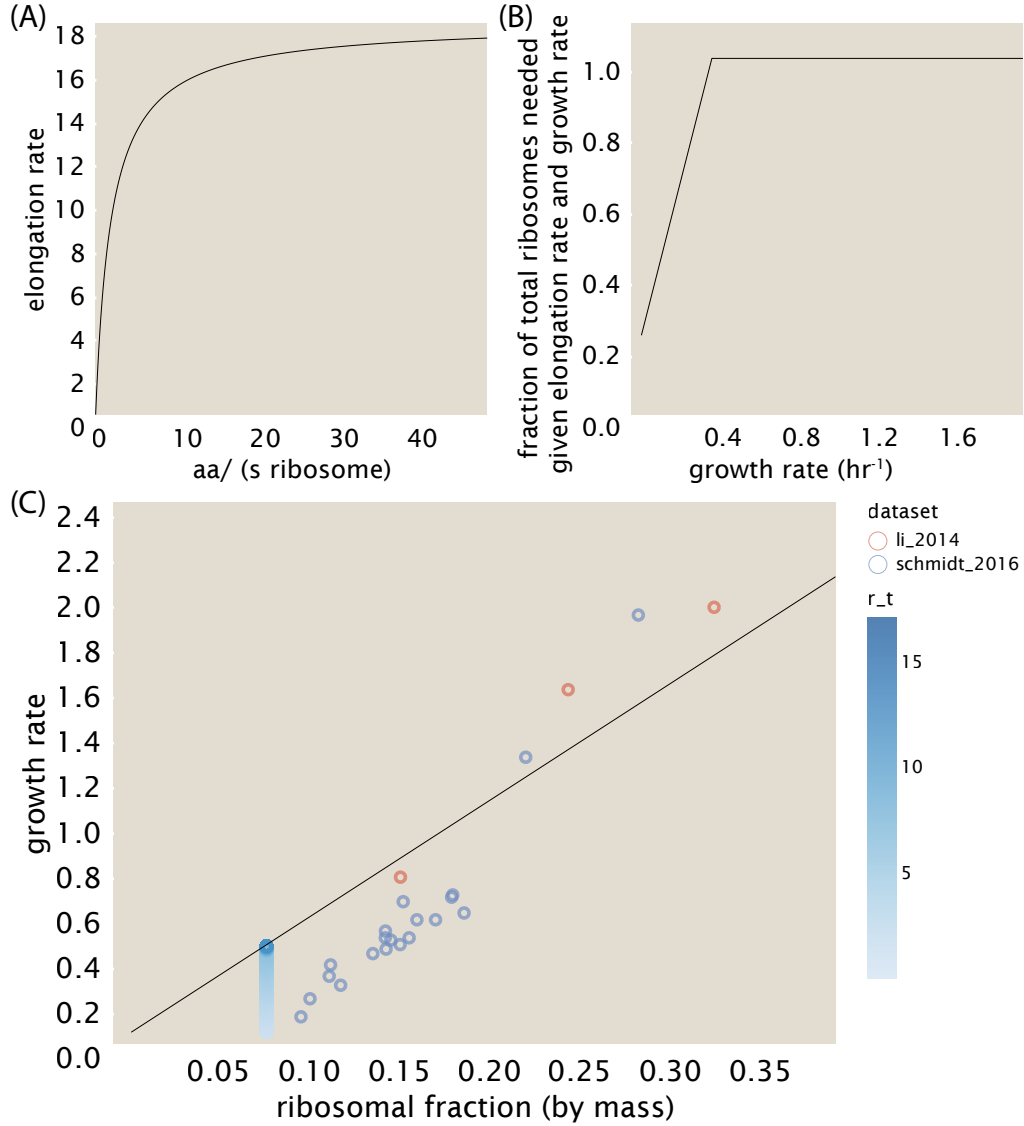 (A)
18
16
14
12
10
8
6
4
2
0
elongation rate
0 10 20 30 40
aa/ (s ribosome)
(B)
fraction of total ribosomes needed
given elongation rate and growth rate
1.0
0.8
0.6
0.4
0.2
0.0
0.4 0.8 1.2 1.6
growth rate (hr-1)
(C)
2.4
2.2
2.0
1.8
1.6
1.4
1.2
1.0
0.8
0.6
0.4
0.2
0.0
growth rate
0.05 0.10 0.15 0.20 0.25 0.30 0.35
ribosomal fraction (by mass)
dataset
li_2014
schmidt_2016
r_t
15
10
5